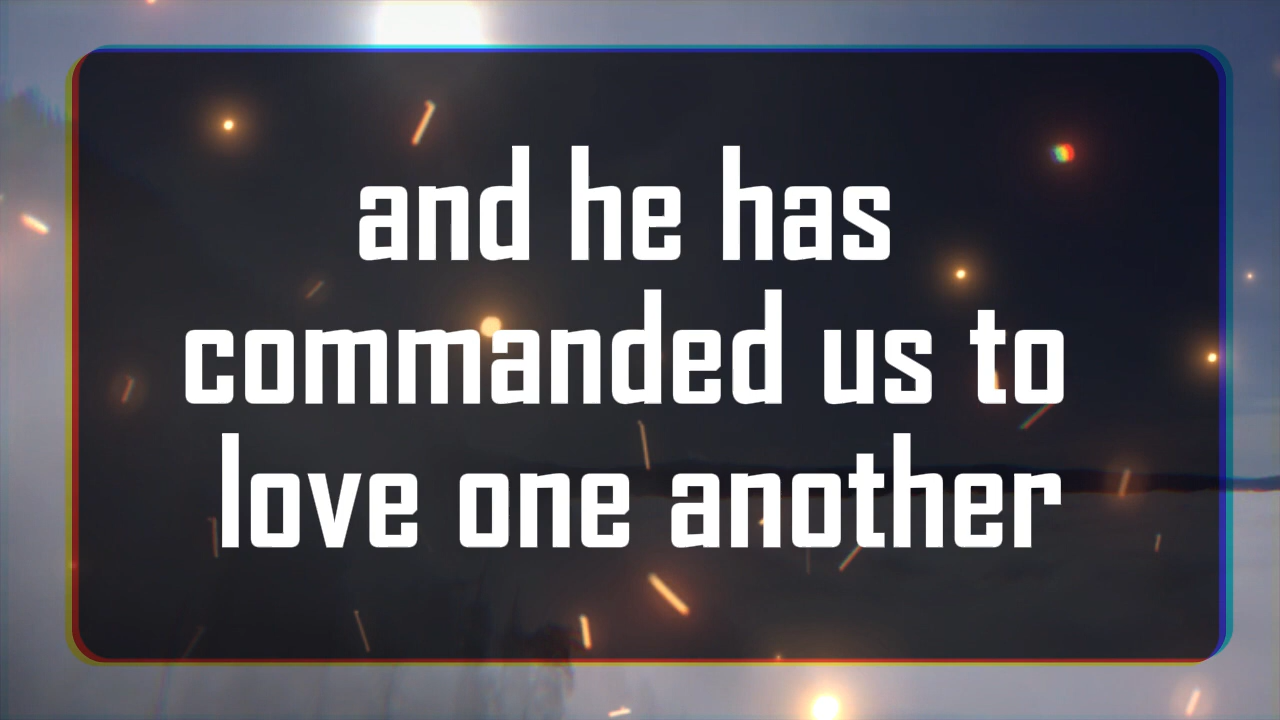 and he has
commanded us to
love one another